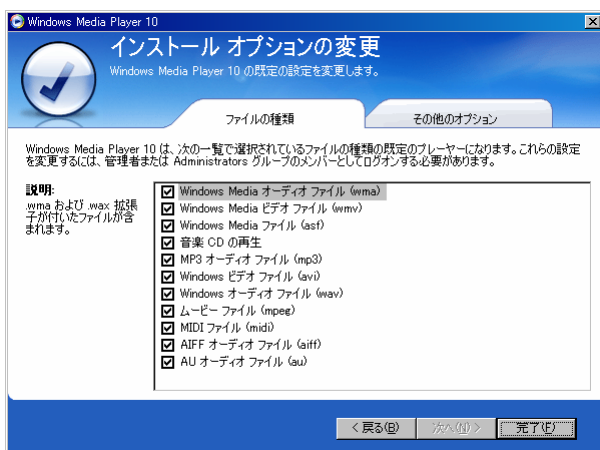 Windows Media Player 10
インストール オプションの変更
Windows Media Player 10 の既定の設定を変更します。
ファイルの種類
その他のオプション
Windows Media Player 10 は、次の一覧で選択されているファイルの種類の既定のプレーヤーになります。これらの設定
を変更するには、管理者または Administrators グループのメンバーとしてログオンする必要があります。
説明:
.wma および .wax 拡張
子が付いたファイルが含
まれます。
Windows Media オーディオ ファイル (wma)
Windows Media ビデオ ファイル (wmv)
Windows Media ファイル (asf)
音楽 CD の再生
MP3 オーディオ ファイル (mp3)
Windows ビデオ ファイル (avi)
Windows オーディオ ファイル (wav)
ムービー ファイル (mpeg)
MIDI ファイル (midi)
AIFF オーディオ ファイル (aiff)
AU オーディオ ファイル (au)
< 戻る(B)
次へ(N) >
完了(F)